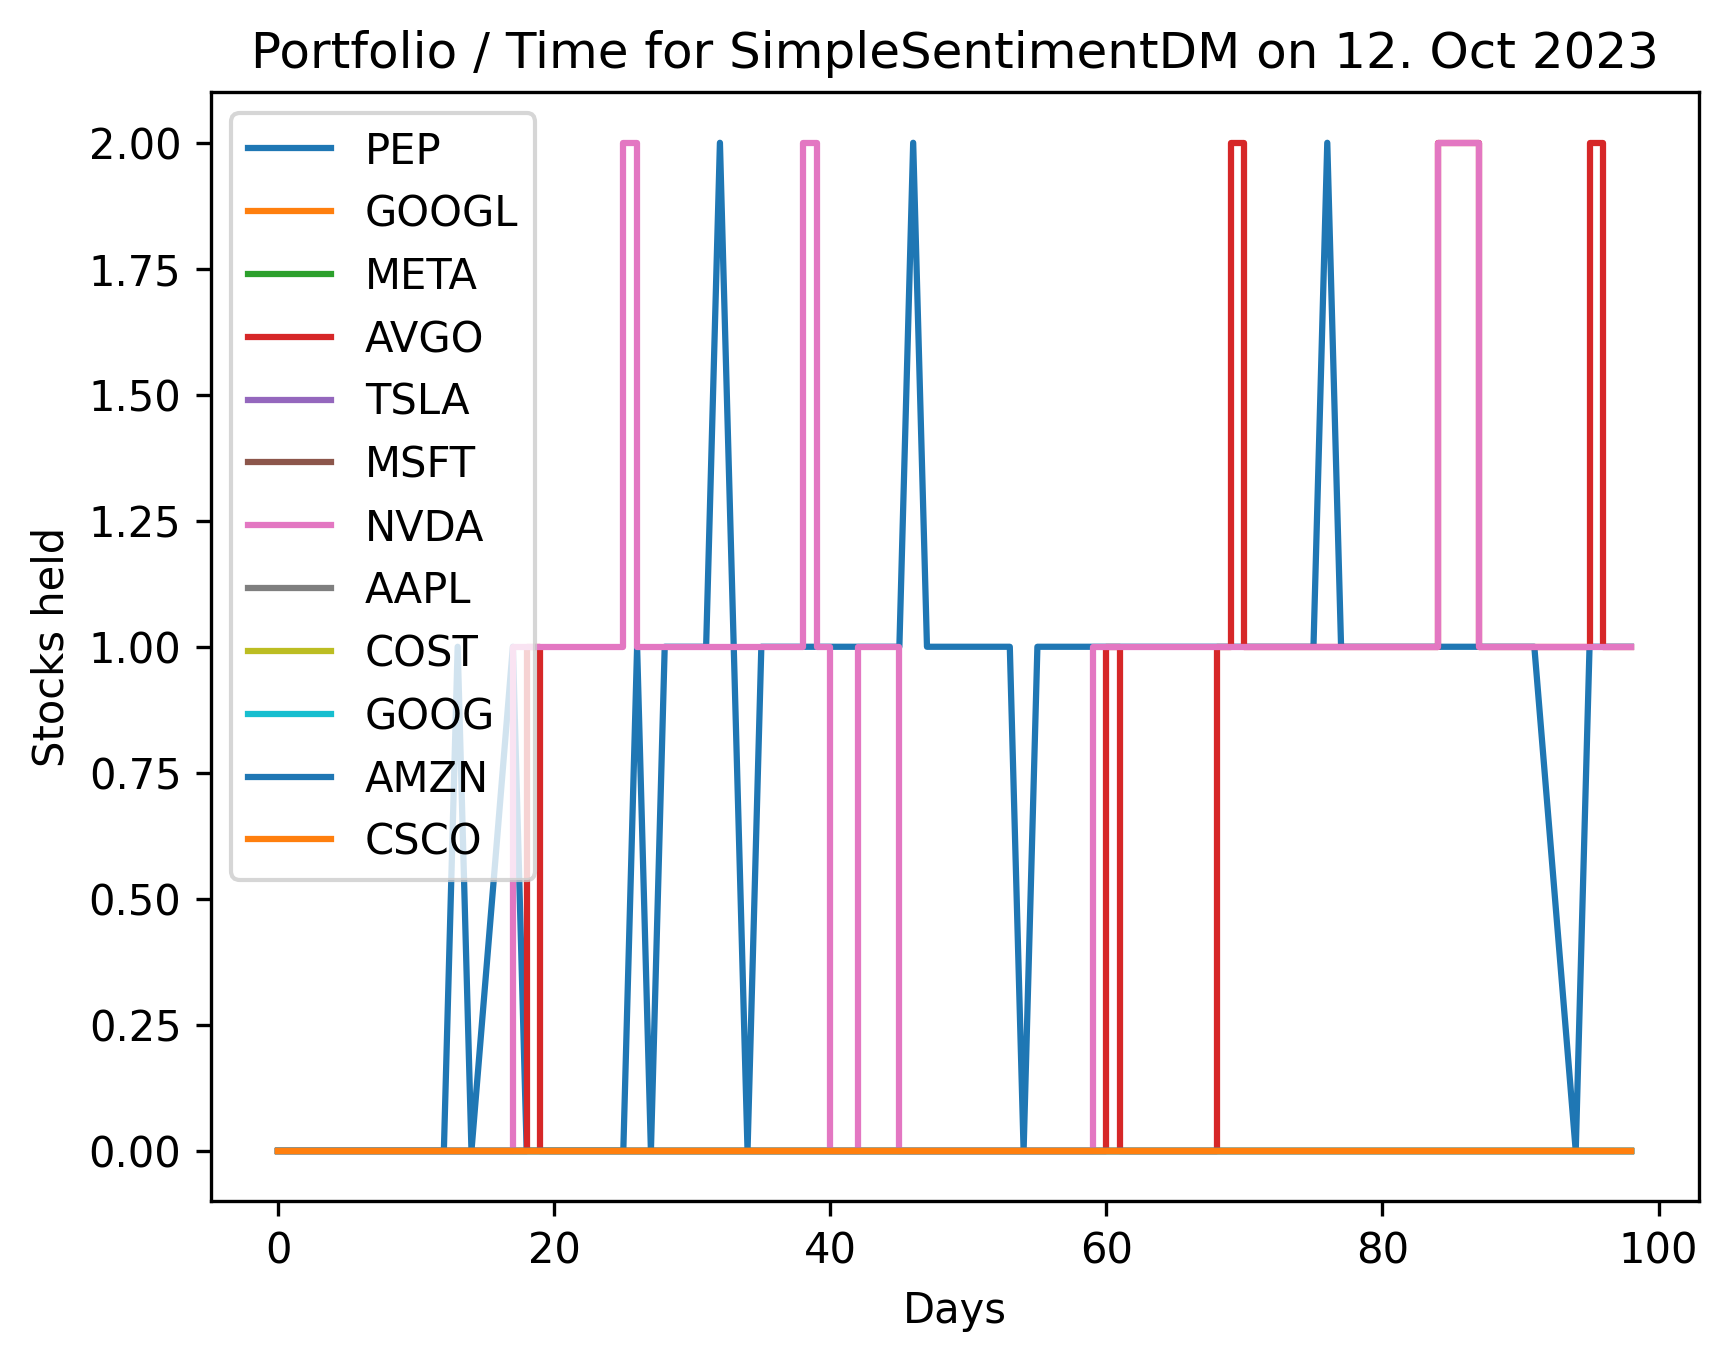 Portfolio / Time for SimpleSentimentDM on 12. Oct 2023
PEP
GOOGL
META
AVGO
TSLA
MSFT
NVDA
AAPL
COST
GOOG
AMZN
CSCO
Stocks held
2.00
1.75
1.50
1.25
1.00
0.75
0.50
0.25
0.00
0 20 40 60 80 100
Days